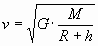 v = √(G · M / (R + h))